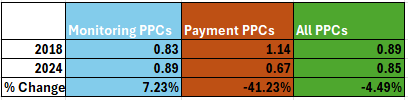 Monitoring PPCs Payment PPCs All PPCs
2018 0.83 1.14 0.89
2024 0.89 0.67 0.85
% Change 7.23% -41.23% -4.49%